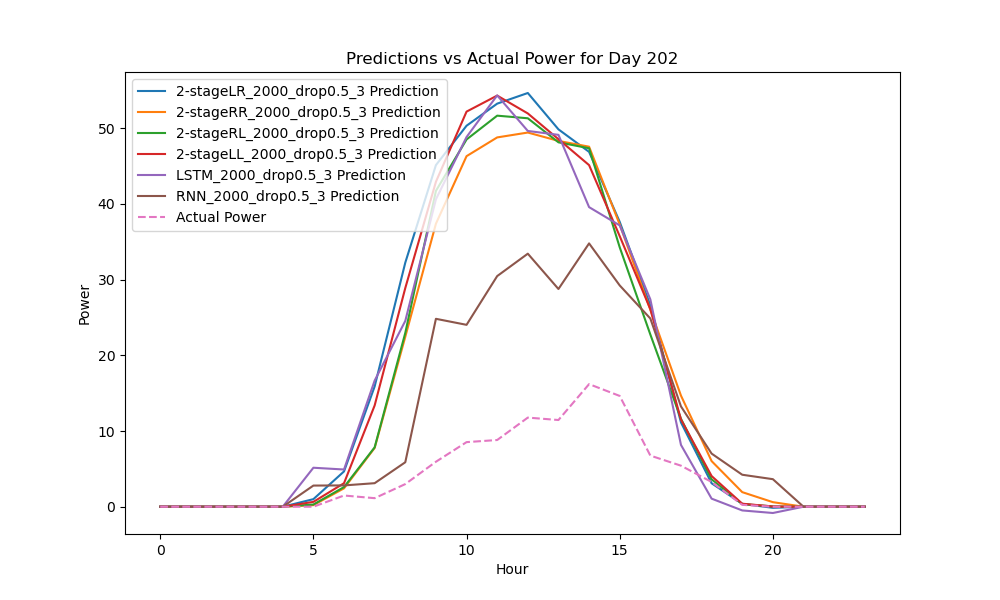 Predictions vs Actual Power for Day 202
2-stageLR_2000_drop0.5_3 Prediction
2-stageRR_2000_drop0.5_3 Prediction
2-stageRL_2000_drop0.5_3 Prediction
2-stageLL_2000_drop0.5_3 Prediction
LSTM_2000_drop0.5_3 Prediction
RNN_2000_drop0.5_3 Prediction
Actual Power
Power
50
40
30
20
10
0
0 5 10 15 20
Hour